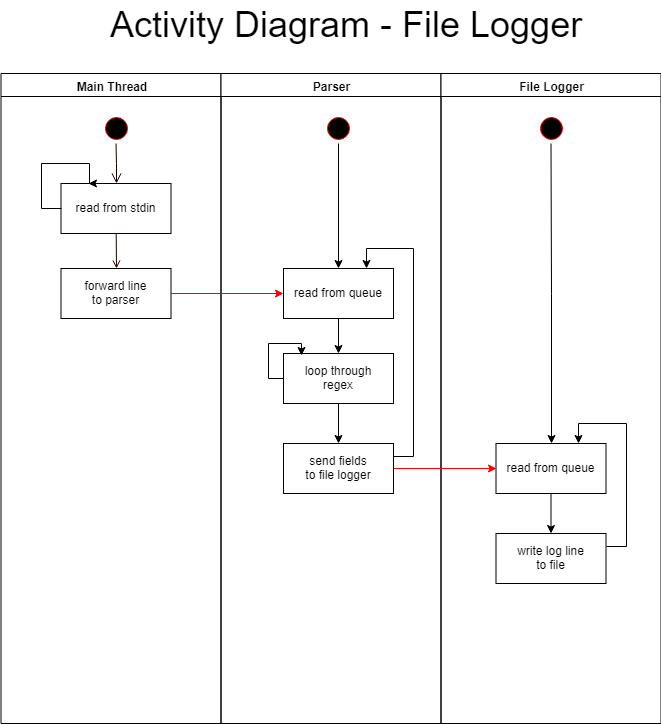 Activity Diagram - File Logger
Main Thread
Parser
File Logger
read from stdin
forward line
to parser
read from queue
loop through
regex
send fields
to file logger
read from queue
write log line
to file